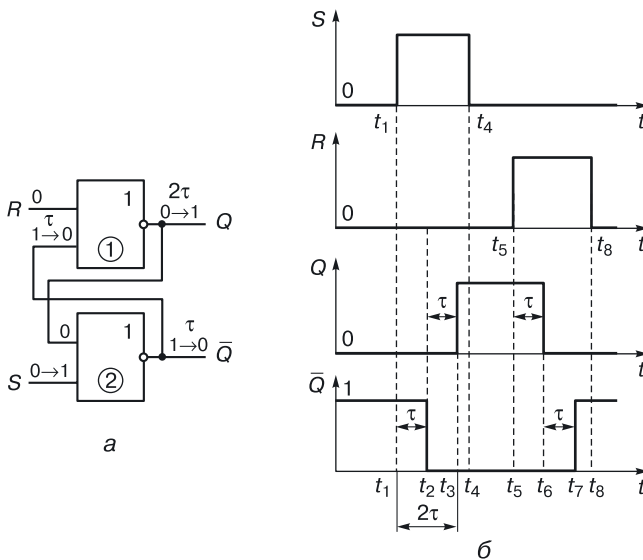 R 0 1 2τ
τ 0→1 Q
1→0 ①
0 1 τ
1→0 Q̄
S 0→1 ②
а
S
0
t₁ t₄ t
R
0
t₅ t₈ t
Q
τ τ
0
t
Q̄ 1
τ τ
t₁ t₂ t₃ t₄ t₅ t₆ t₇ t₈ t
2τ
б